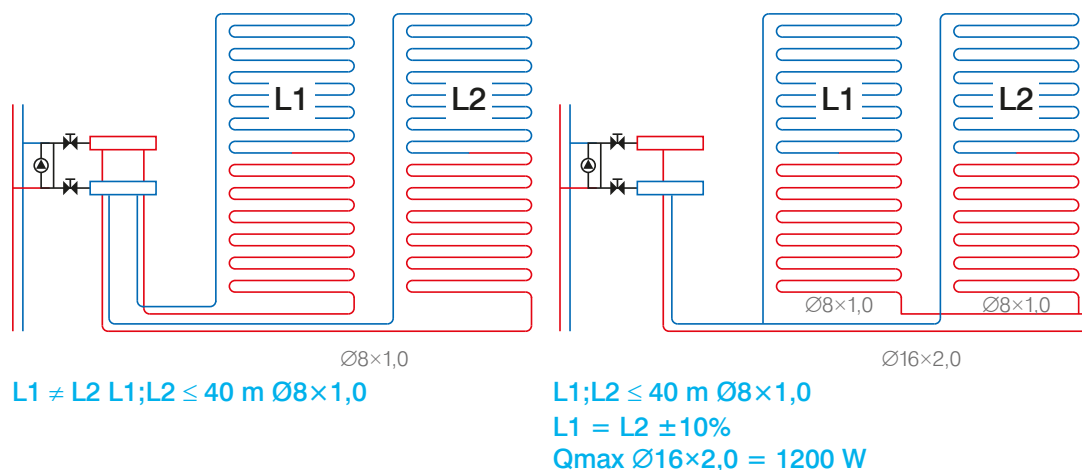 L1
L2
L1
L2
Ø8×1,0
Ø8×1,0
Ø8×1,0
Ø16×2,0
L1 ≠ L2 L1;L2 ≤ 40 m Ø8×1,0
L1;L2 ≤ 40 m Ø8×1,0
L1 = L2 ±10%
Qmax Ø16×2,0 = 1200 W